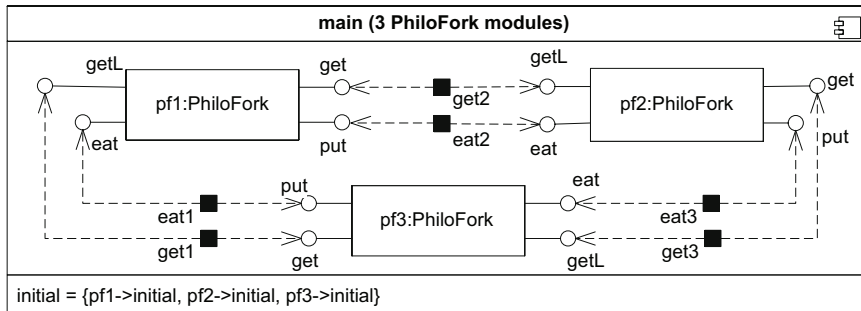 main (3 PhiloFork modules)
getL get getL get
pf1:PhiloFork get2 pf2:PhiloFork
eat put eat2 eat put
put eat
eat1 pf3:PhiloFork eat3
get1 get getL get3
initial = {pf1->initial, pf2->initial, pf3->initial}